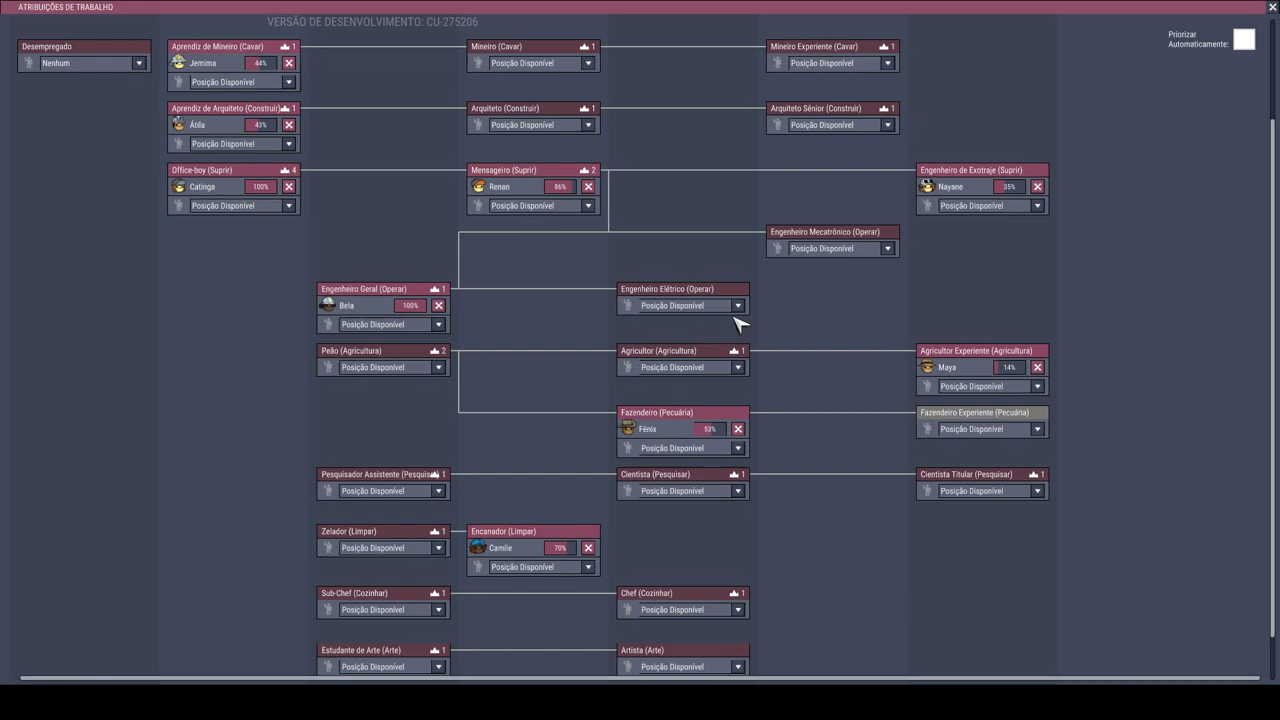 ATRIBUIÇÕES DE TRABALHO
VERSÃO DE DESENVOLVIMENTO: CU-275206
Priorizar
Automaticamente:
Desempregado
Nenhum
Aprendiz de Mineiro (Cavar) 1
Jemima 44%
Posição Disponível
Mineiro (Cavar) 1
Posição Disponível
Mineiro Experiente (Cavar) 1
Posição Disponível
Aprendiz de Arquiteto (Construir) 1
Átila 43%
Posição Disponível
Arquiteto (Construir) 1
Posição Disponível
Arquiteto Sênior (Construir) 1
Posição Disponível
Office-boy (Suprir) 4
Catinga 100%
Posição Disponível
Mensageiro (Suprir) 2
Renan 86%
Posição Disponível
Engenheiro de Exotraje (Suprir)
Nayane 35%
Posição Disponível
Engenheiro Mecatrônico (Operar)
Posição Disponível
Engenheiro Geral (Operar) 1
Bela 100%
Posição Disponível
Engenheiro Elétrico (Operar)
Posição Disponível
Peão (Agricultura) 2
Posição Disponível
Agricultor (Agricultura) 1
Posição Disponível
Agricultor Experiente (Agricultura)
Maya 14%
Posição Disponível
Fazendeiro (Pecuária)
Fênix 53%
Posição Disponível
Fazendeiro Experiente (Pecuária)
Posição Disponível
Pesquisador Assistente (Pesquisar) 1
Posição Disponível
Cientista (Pesquisar) 1
Posição Disponível
Cientista Titular (Pesquisar) 1
Posição Disponível
Zelador (Limpar) 1
Posição Disponível
Encanador (Limpar)
Camile 70%
Posição Disponível
Sub-Chef (Cozinhar) 1
Posição Disponível
Chef (Cozinhar) 1
Posição Disponível
Estudante de Arte (Arte) 1
Posição Disponível
Artista (Arte)
Posição Disponível